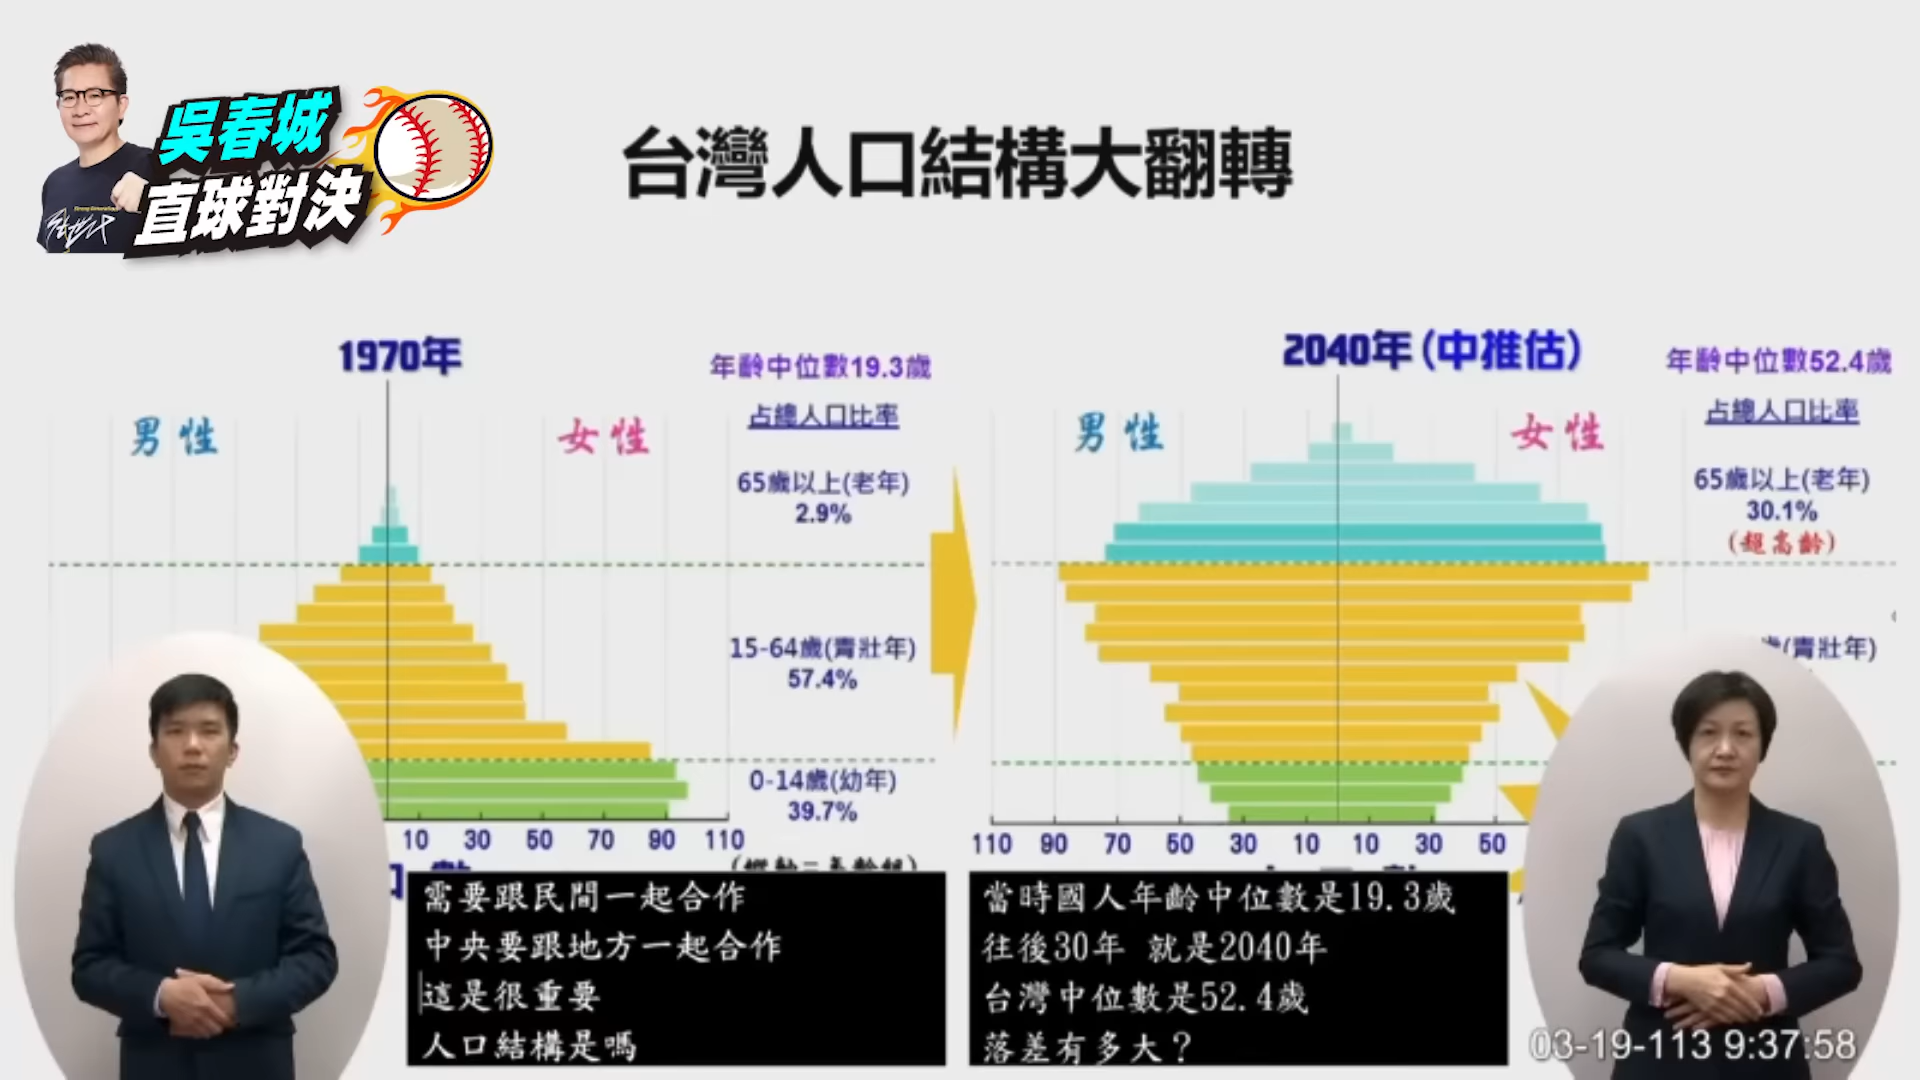 吳春城
直球對決
台灣人口結構大翻轉
1970年
年齡中位數19.3歲
男性
女性
占總人口比率
65歲以上(老年)
2.9%
15-64歲(青壯年)
57.4%
0-14歲(幼年)
39.7%
10 30 50 70 90 110
2040年(中推估)
年齡中位數52.4歲
男性
女性
占總人口比率
65歲以上(老年)
30.1%
(超高齡)
(青壯年)
110 90 70 50 30 10 10 30 50
需要跟民間一起合作
中央要跟地方一起合作
這是很重要
人口結構是嗎
當時國人年齡中位數是19.3歲
往後30年 就是2040年
台灣中位數是52.4歲
落差有多大？
03-19-113 9:37:58